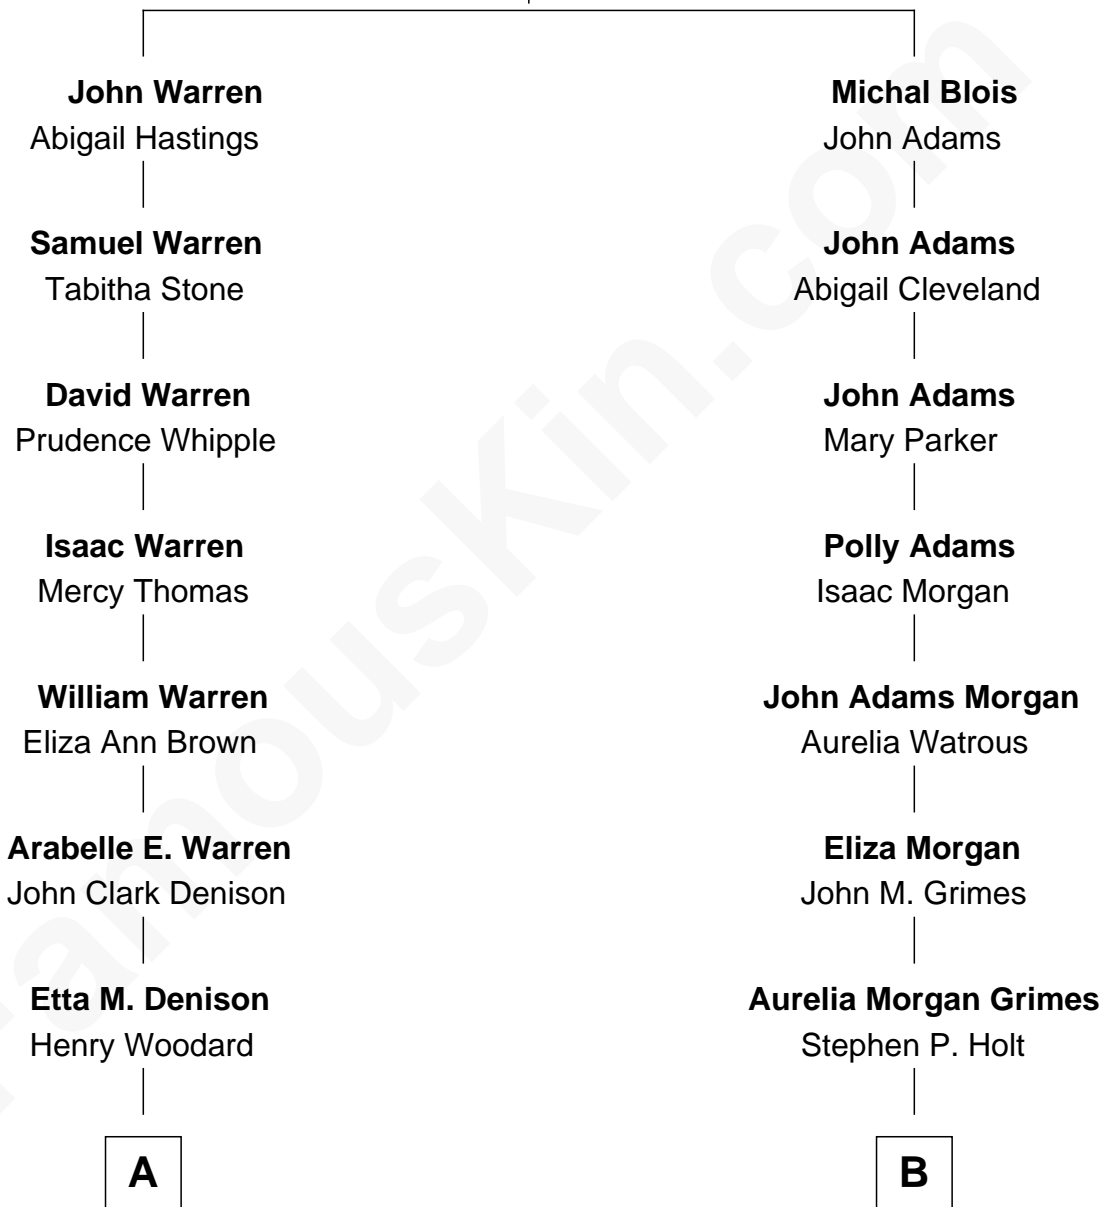 John Warren
Abigail Hastings
Michal Blois
John Adams
Samuel Warren
Tabitha Stone
John Adams
Abigail Cleveland
David Warren
Prudence Whipple
John Adams
Mary Parker
Isaac Warren
Mercy Thomas
Polly Adams
Isaac Morgan
William Warren
Eliza Ann Brown
John Adams Morgan
Aurelia Watrous
Arabelle E. Warren
John Clark Denison
Eliza Morgan
John M. Grimes
Etta M. Denison
Henry Woodard
Aurelia Morgan Grimes
Stephen P. Holt
A
B
FamousKin.com